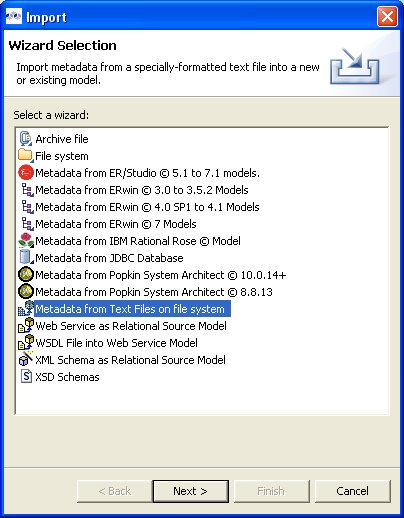 Import
Wizard Selection
Import metadata from a specially-formatted text file into a new
or existing model.
Select a wizard:
Archive file
File system
Metadata from ER/Studio © 5.1 to 7.1 models.
Metadata from ERwin © 3.0 to 3.5.2 Models
Metadata from ERwin © 4.0 SP1 to 4.1 Models
Metadata from ERwin © 7 Models
Metadata from IBM Rational Rose © Model
Metadata from JDBC Database
Metadata from Popkin System Architect © 10.0.14+
Metadata from Popkin System Architect © 8.8.13
Metadata from Text Files on file system
Web Service as Relational Source Model
WSDL File into Web Service Model
XML Schema as Relational Source Model
XSD Schemas
< Back
Next >
Finish
Cancel